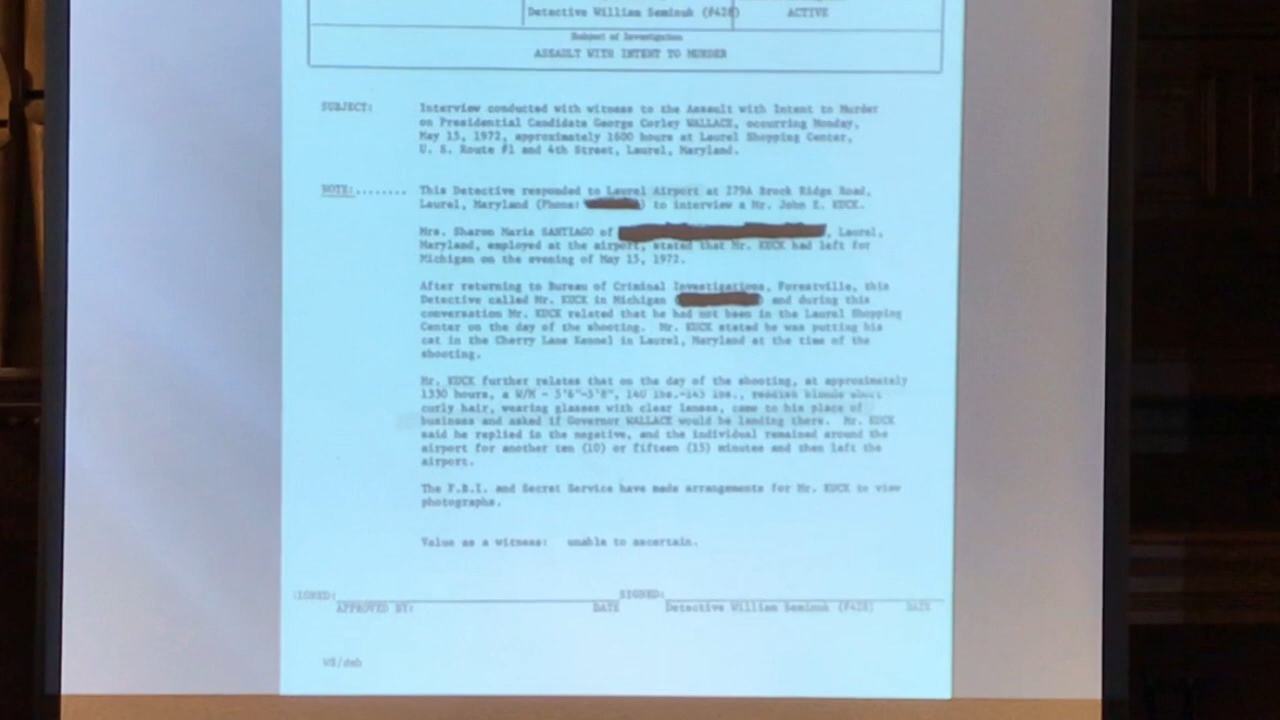 Detective William Seminuk (#428)
ACTIVE
Subject of Investigation
ASSAULT WITH INTENT TO MURDER
SUBJECT: Interview conducted with witness to the Assault with Intent to Murder
on Presidential Candidate George Corley WALLACE, occurring Monday,
May 15, 1972, approximately 1600 hours at Laurel Shopping Center,
U. S. Route #1 and 4th Street, Laurel, Maryland.
NOTE:........ This Detective responded to Laurel Airport at 279A Brock Ridge Road,
Laurel, Maryland (Phone: ) to interview a Mr. John E. KUCK.
Mrs. Sharon Marie SANTIAGO of , Laurel,
Maryland, employed at the airport, stated that Mr. KUCK had left for
Michigan on the evening of May 15, 1972.
After returning to Bureau of Criminal Investigations, Forestville, this
Detective called Mr. KUCK in Michigan and during this
conversation Mr. KUCK related that he had not been in the Laurel Shopping
Center on the day of the shooting. Mr. KUCK stated he was putting his
cat in the Cherry Lane Kennel in Laurel, Maryland at the time of the
shooting.
Mr. KUCK further relates that on the day of the shooting, at approximately
1330 hours, a W/M - 5'6"-5'8", 140 lbs.-145 lbs., reddish blonde short
curly hair, wearing glasses with clear lenses, came to his place of
business and asked if Governor WALLACE would be landing there. Mr. KUCK
said he replied in the negative, and the individual remained around the
airport for another ten (10) or fifteen (15) minutes and then left the
airport.
The F.B.I. and Secret Service have made arrangements for Mr. KUCK to view
photographs.
Value as a witness: unable to ascertain.
IGNED: SIGNED:
APPROVED BY: DATE Detective William Seminuk (#428) DATE
WS/dmb